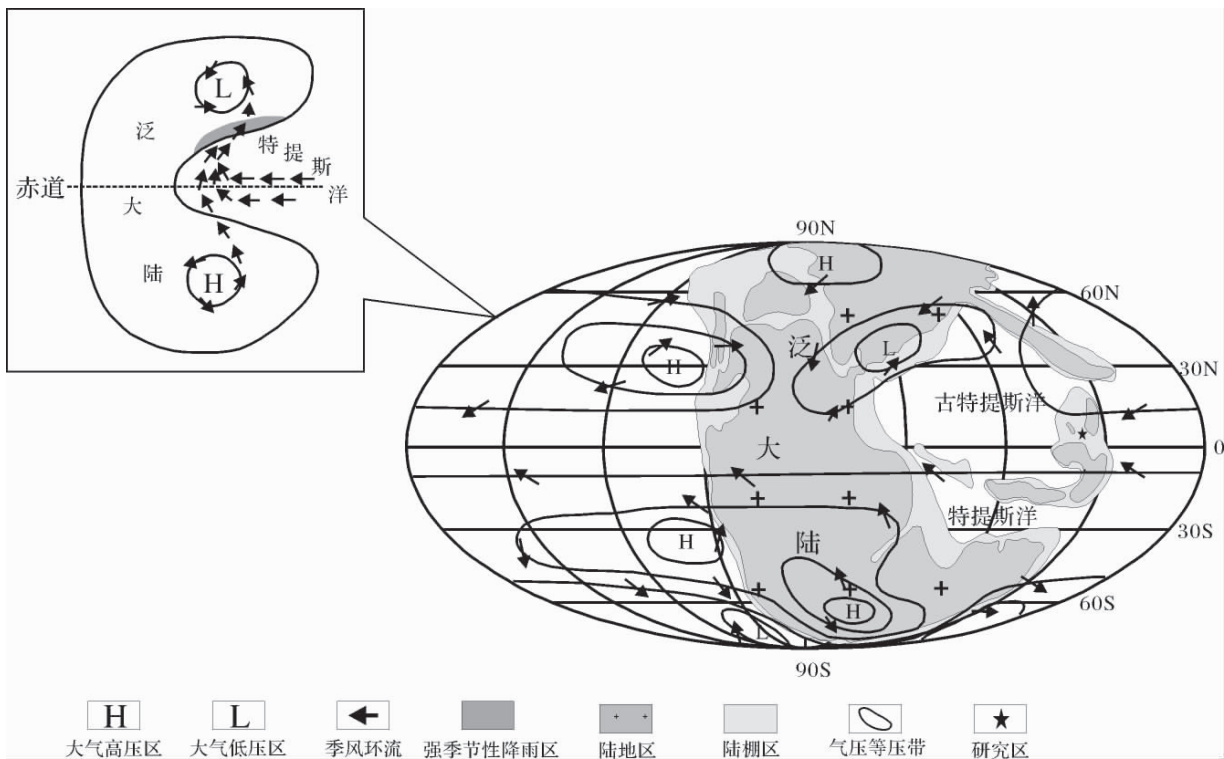 L
泛
特提斯洋
赤道
大
陆
H
90N
H
60N
泛
L
H
30N
古特提斯洋
大
0
特提斯洋
陆
H
30S
H
60S
L
90S
H
L
大气高压区
大气低压区
季风环流
强季节性降雨区
陆地区
陆棚区
气压等压带
研究区